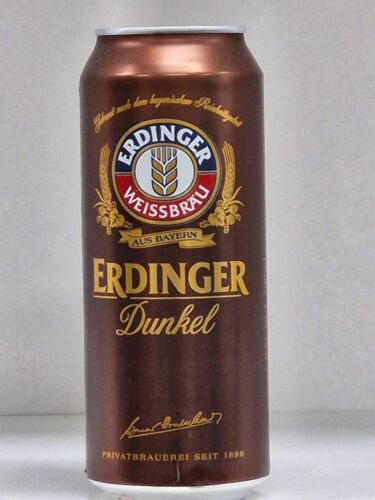 Gebraut nach dem bayerischen Reinheitsgebot
ERDINGER
WEISSBRÄU
AUS BAYERN
ERDINGER
Dunkel
PRIVATBRAUEREI SEIT 1886